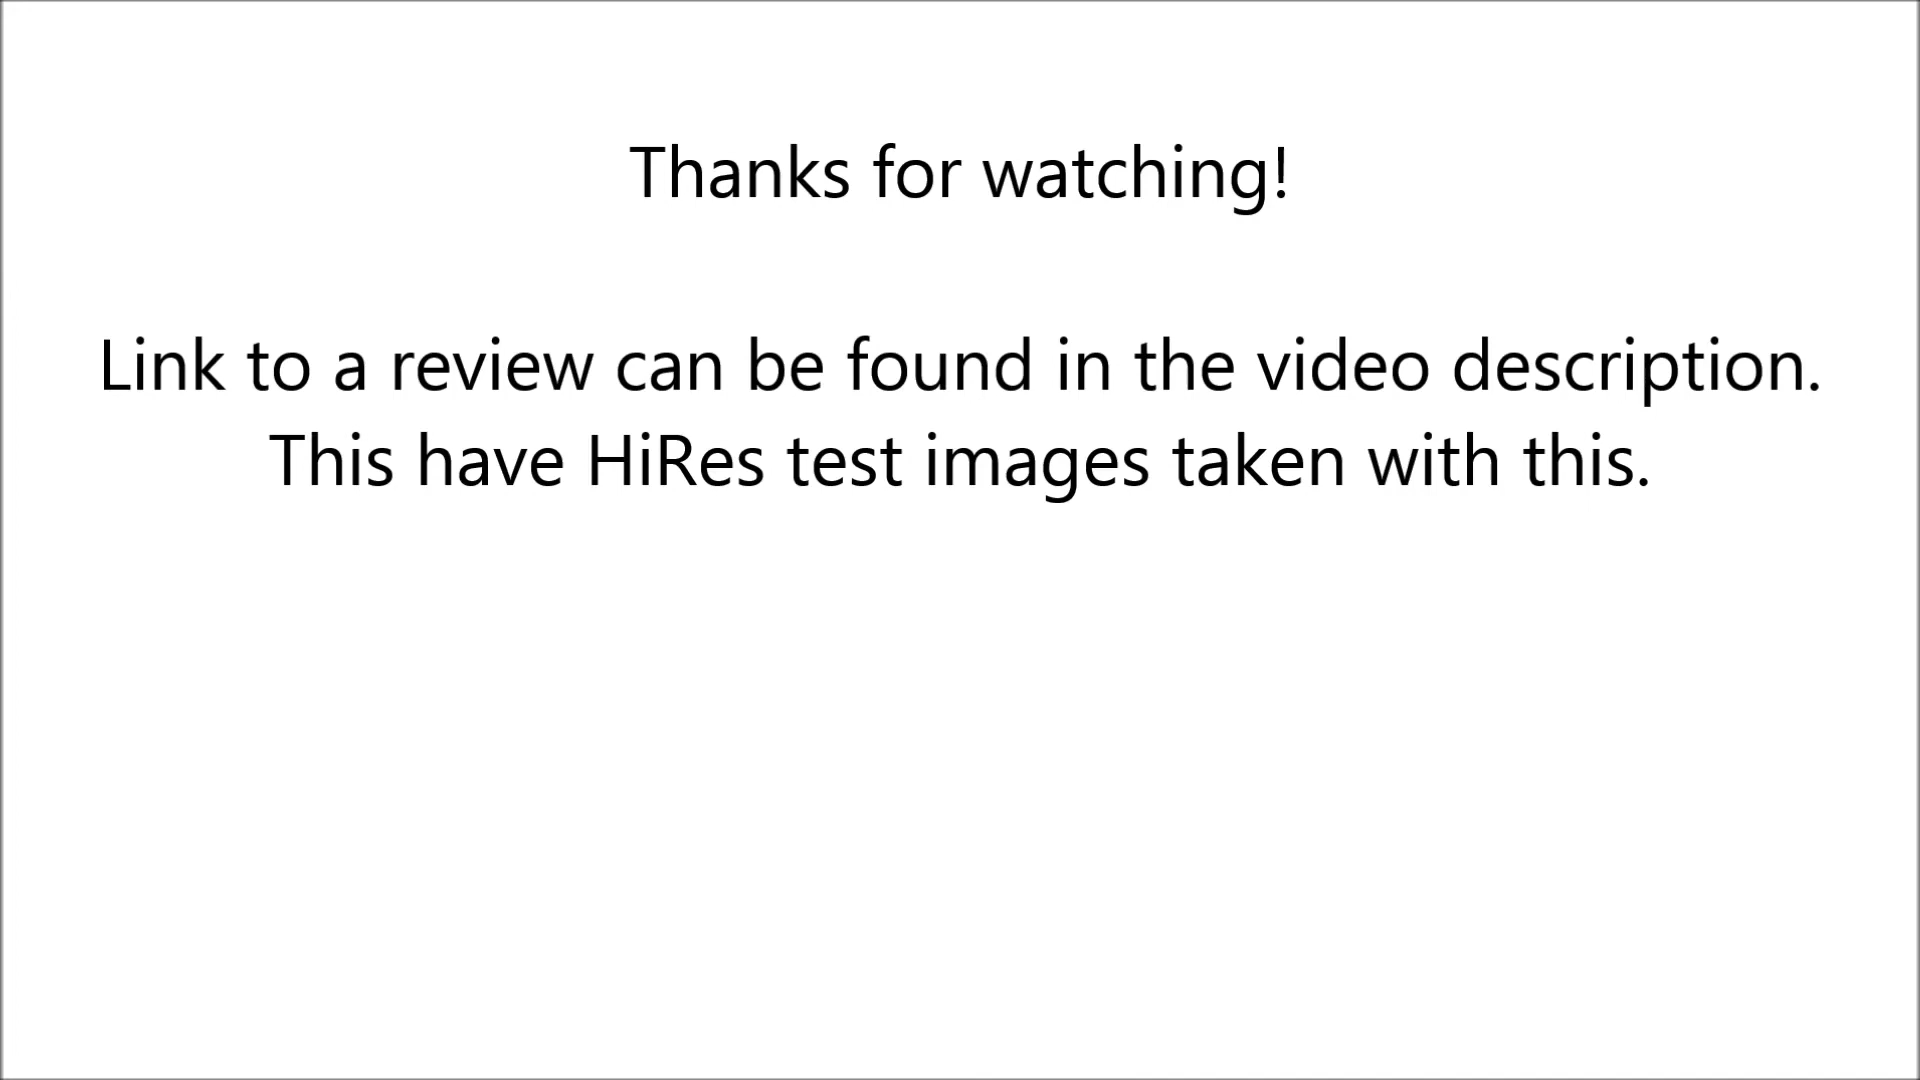 Thanks for watching!
Link to a review can be found in the video description.
This have HiRes test images taken with this.